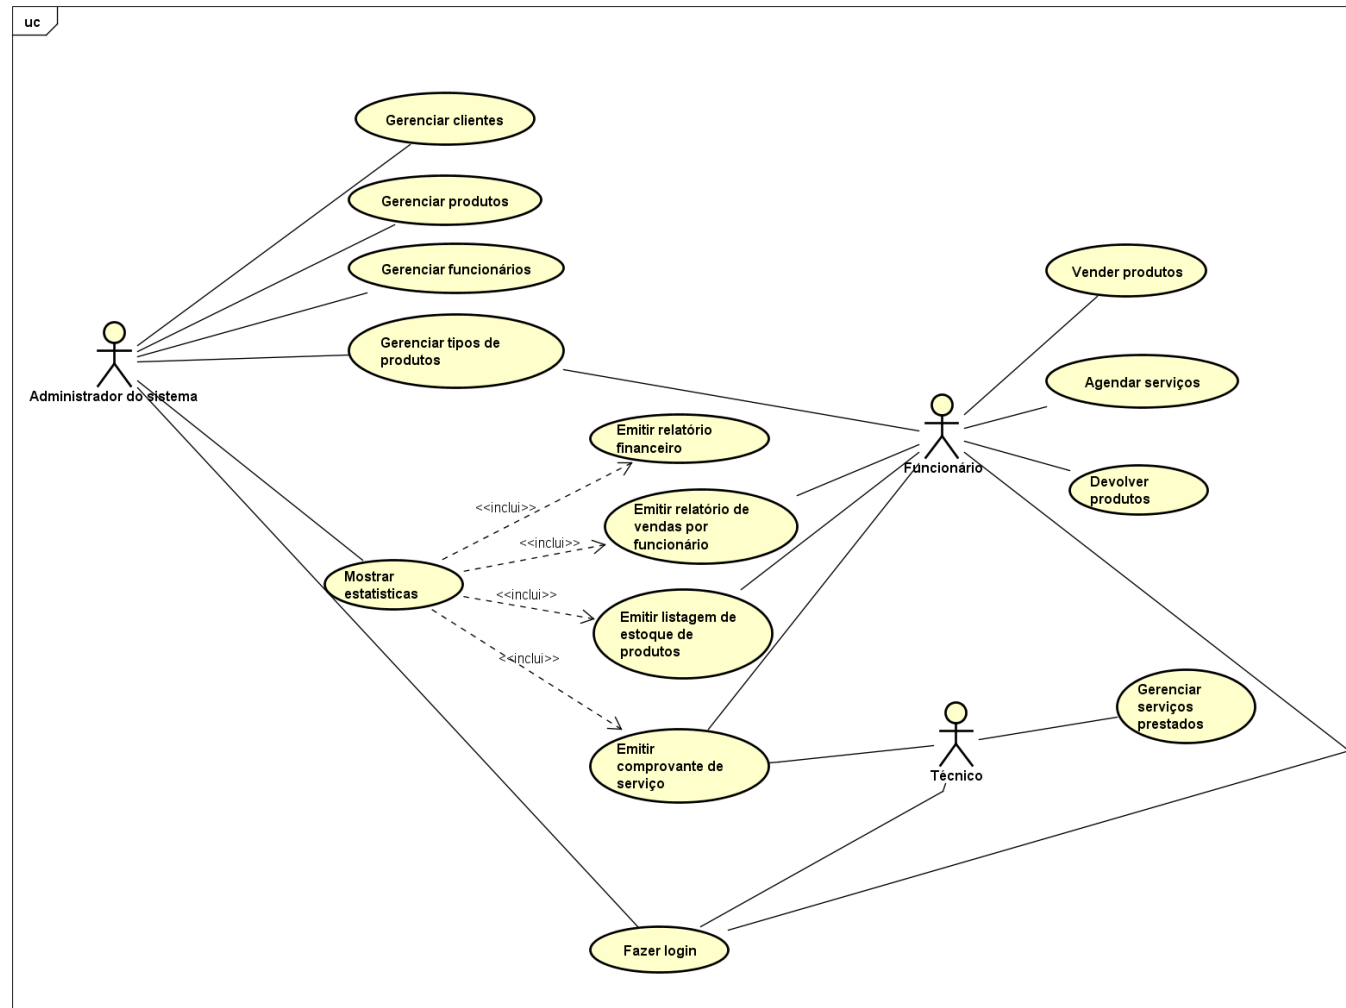 uc
Gerenciar clientes
Gerenciar produtos
Gerenciar funcionários
Gerenciar tipos de
produtos
Administrador do sistema
Vender produtos
Agendar serviços
Devolver
produtos
Funcionário
Emitir relatório
financeiro
<<inclui>>
Emitir relatório de
vendas por
funcionário
<<inclui>>
Mostrar
estatisticas
<<inclui>>
Emitir listagem de
estoque de
produtos
<<inclui>>
Emitir
comprovante de
serviço
Técnico
Gerenciar
serviços
prestados
Fazer login